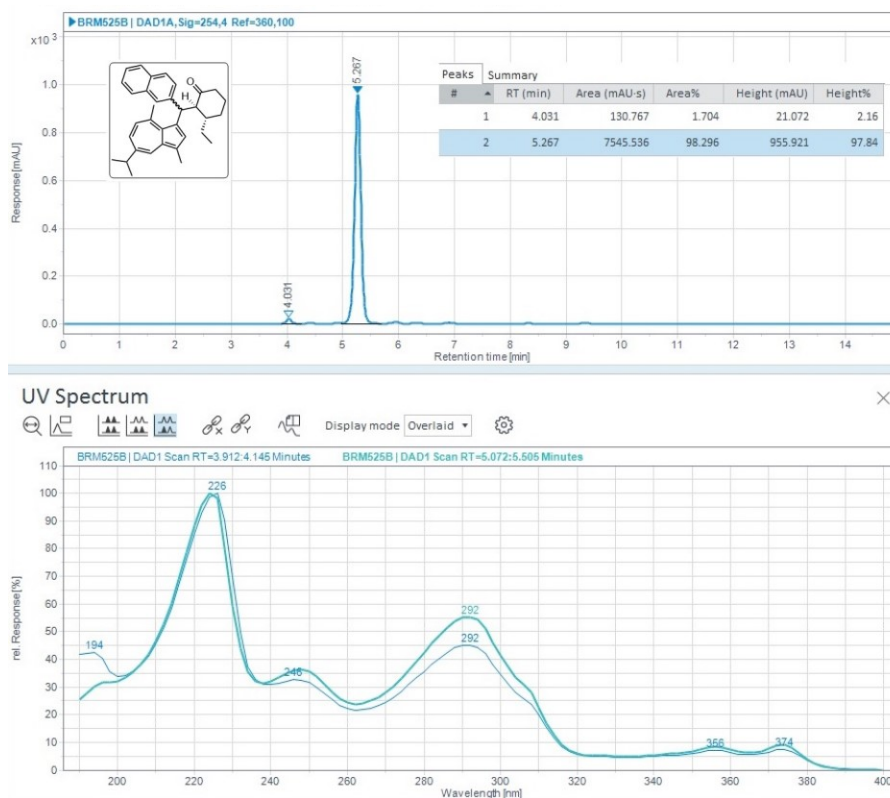 BRM525B | DAD1A,Sig=254,4 Ref=360,100
x10³
1.0
0.8
0.6
0.4
0.2
0.0
Response[mAU]
O
H
4.031
5.267
Peaks Summary
# RT (min) Area (mAU·s) Area% Height (mAU) Height%
1 4.031 130.767 1.704 21.072 2.16
2 5.267 7545.536 98.296 955.921 97.84
0 1 2 3 4 5 6 7 8 9 10 11 12 13 14
Retention time [min]
UV Spectrum
Display mode Overlaid
BRM525B | DAD1 Scan RT=3.912:4.145 Minutes BRM525B | DAD1 Scan RT=5.072:5.505 Minutes
110
100
90
80
70
60
50
40
30
20
10
0
rel. Response[%]
194
226
246
292
292
374
200 220 240 260 280 300 320 340 360 380 400
Wavelength [nm]